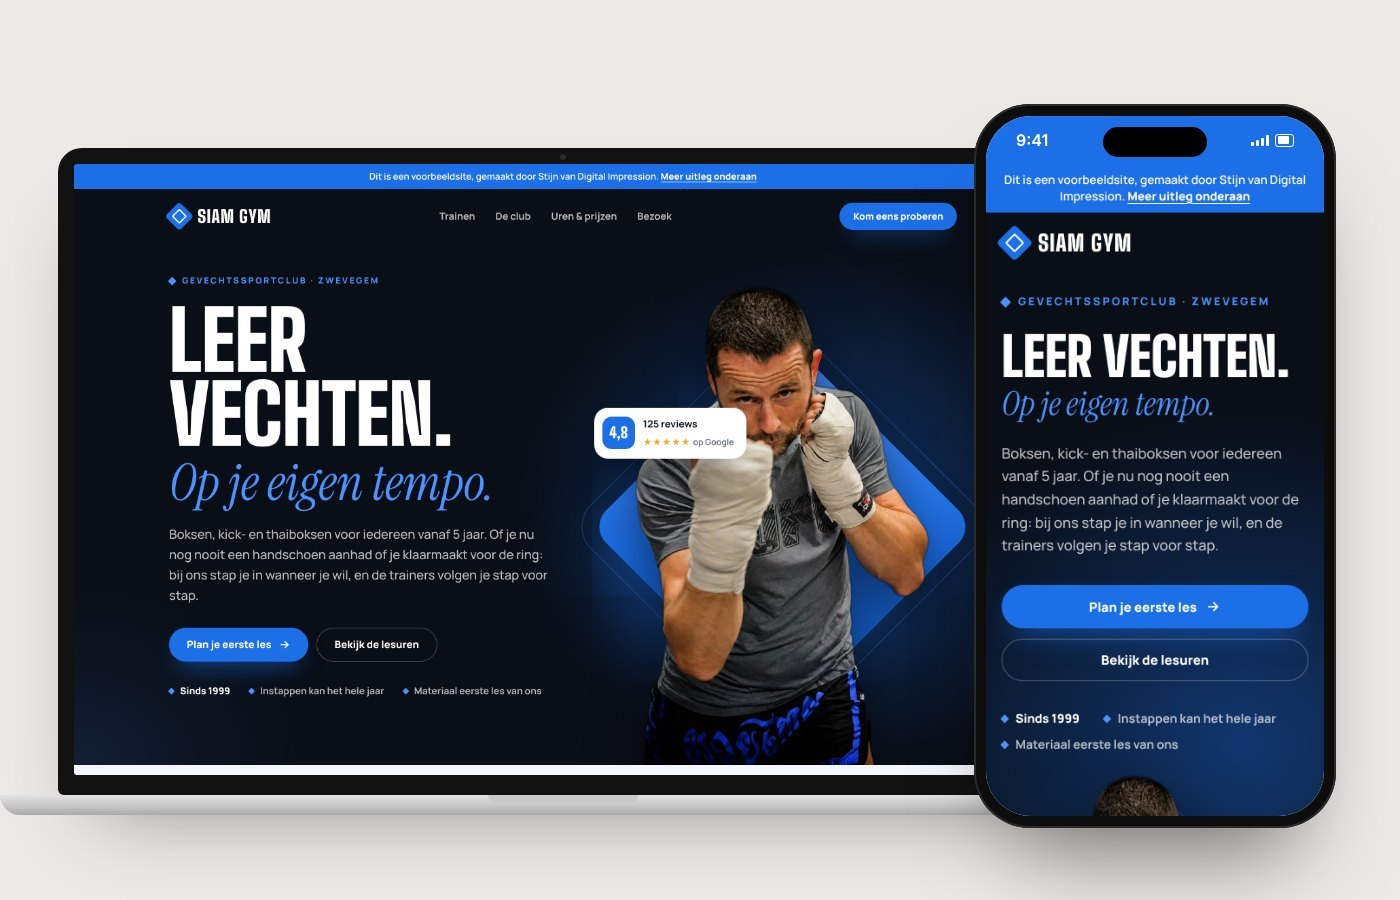 Dit is een voorbeeldsite, gemaakt door Stijn van Digital Impression. Meer uitleg onderaan
SIAM GYM
Trainen
De club
Uren & prijzen
Bezoek
Kom eens proberen
GEVECHTSSPORTCLUB · ZWEVEGEM
LEER
VECHTEN.
Op je eigen tempo.
Boksen, kick- en thaiboksen voor iedereen vanaf 5 jaar. Of je nu
nog nooit een handschoen aanhad of je klaarmaakt voor de ring:
bij ons stap je in wanneer je wil, en de trainers volgen je stap voor
stap.
Plan je eerste les →
Bekijk de lesuren
Sinds 1999
Instappen kan het hele jaar
Materiaal eerste les van ons
4,8
125 reviews
★★★★★ op Google
9:41
Dit is een voorbeeldsite, gemaakt door Stijn van Digital
Impression. Meer uitleg onderaan
SIAM GYM
GEVECHTSSPORTCLUB · ZWEVEGEM
LEER VECHTEN.
Op je eigen tempo.
Boksen, kick- en thaiboksen voor iedereen
vanaf 5 jaar. Of je nu nog nooit een
handschoen aanhad of je klaarmaakt voor de
ring: bij ons stap je in wanneer je wil, en de
trainers volgen je stap voor stap.
Plan je eerste les →
Bekijk de lesuren
Sinds 1999
Instappen kan het hele jaar
Materiaal eerste les van ons